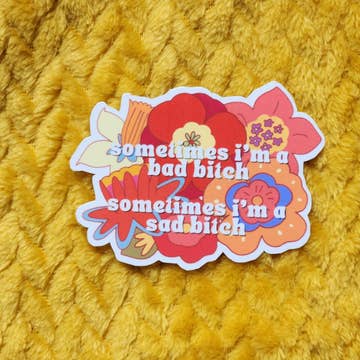 sometimes i'm a
bad bitch
sometimes i'm a
sad bitch